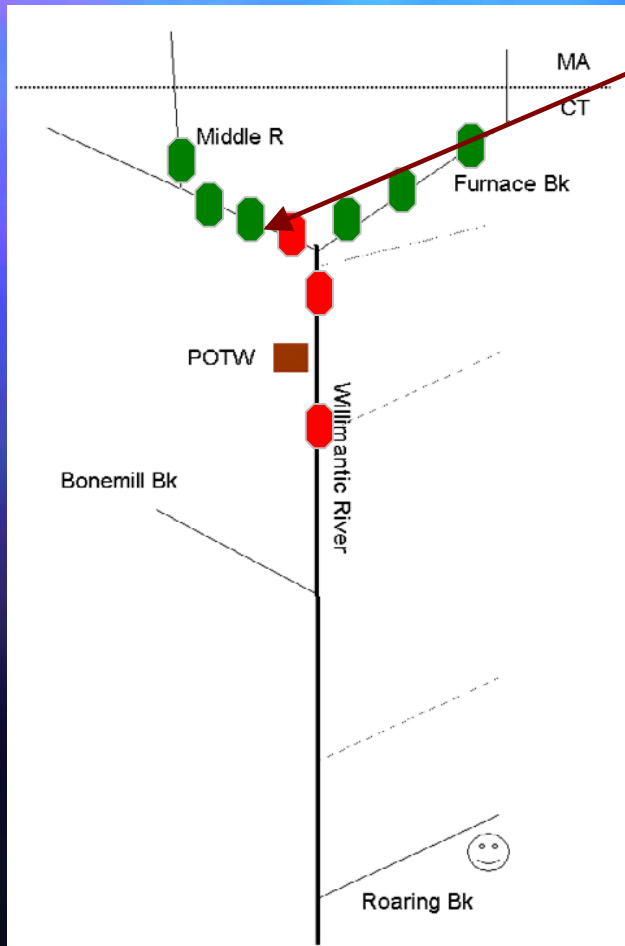 MA
CT
Middle R
Furnace Bk
POTW
Willimantic River
Bonemill Bk
Roaring Bk